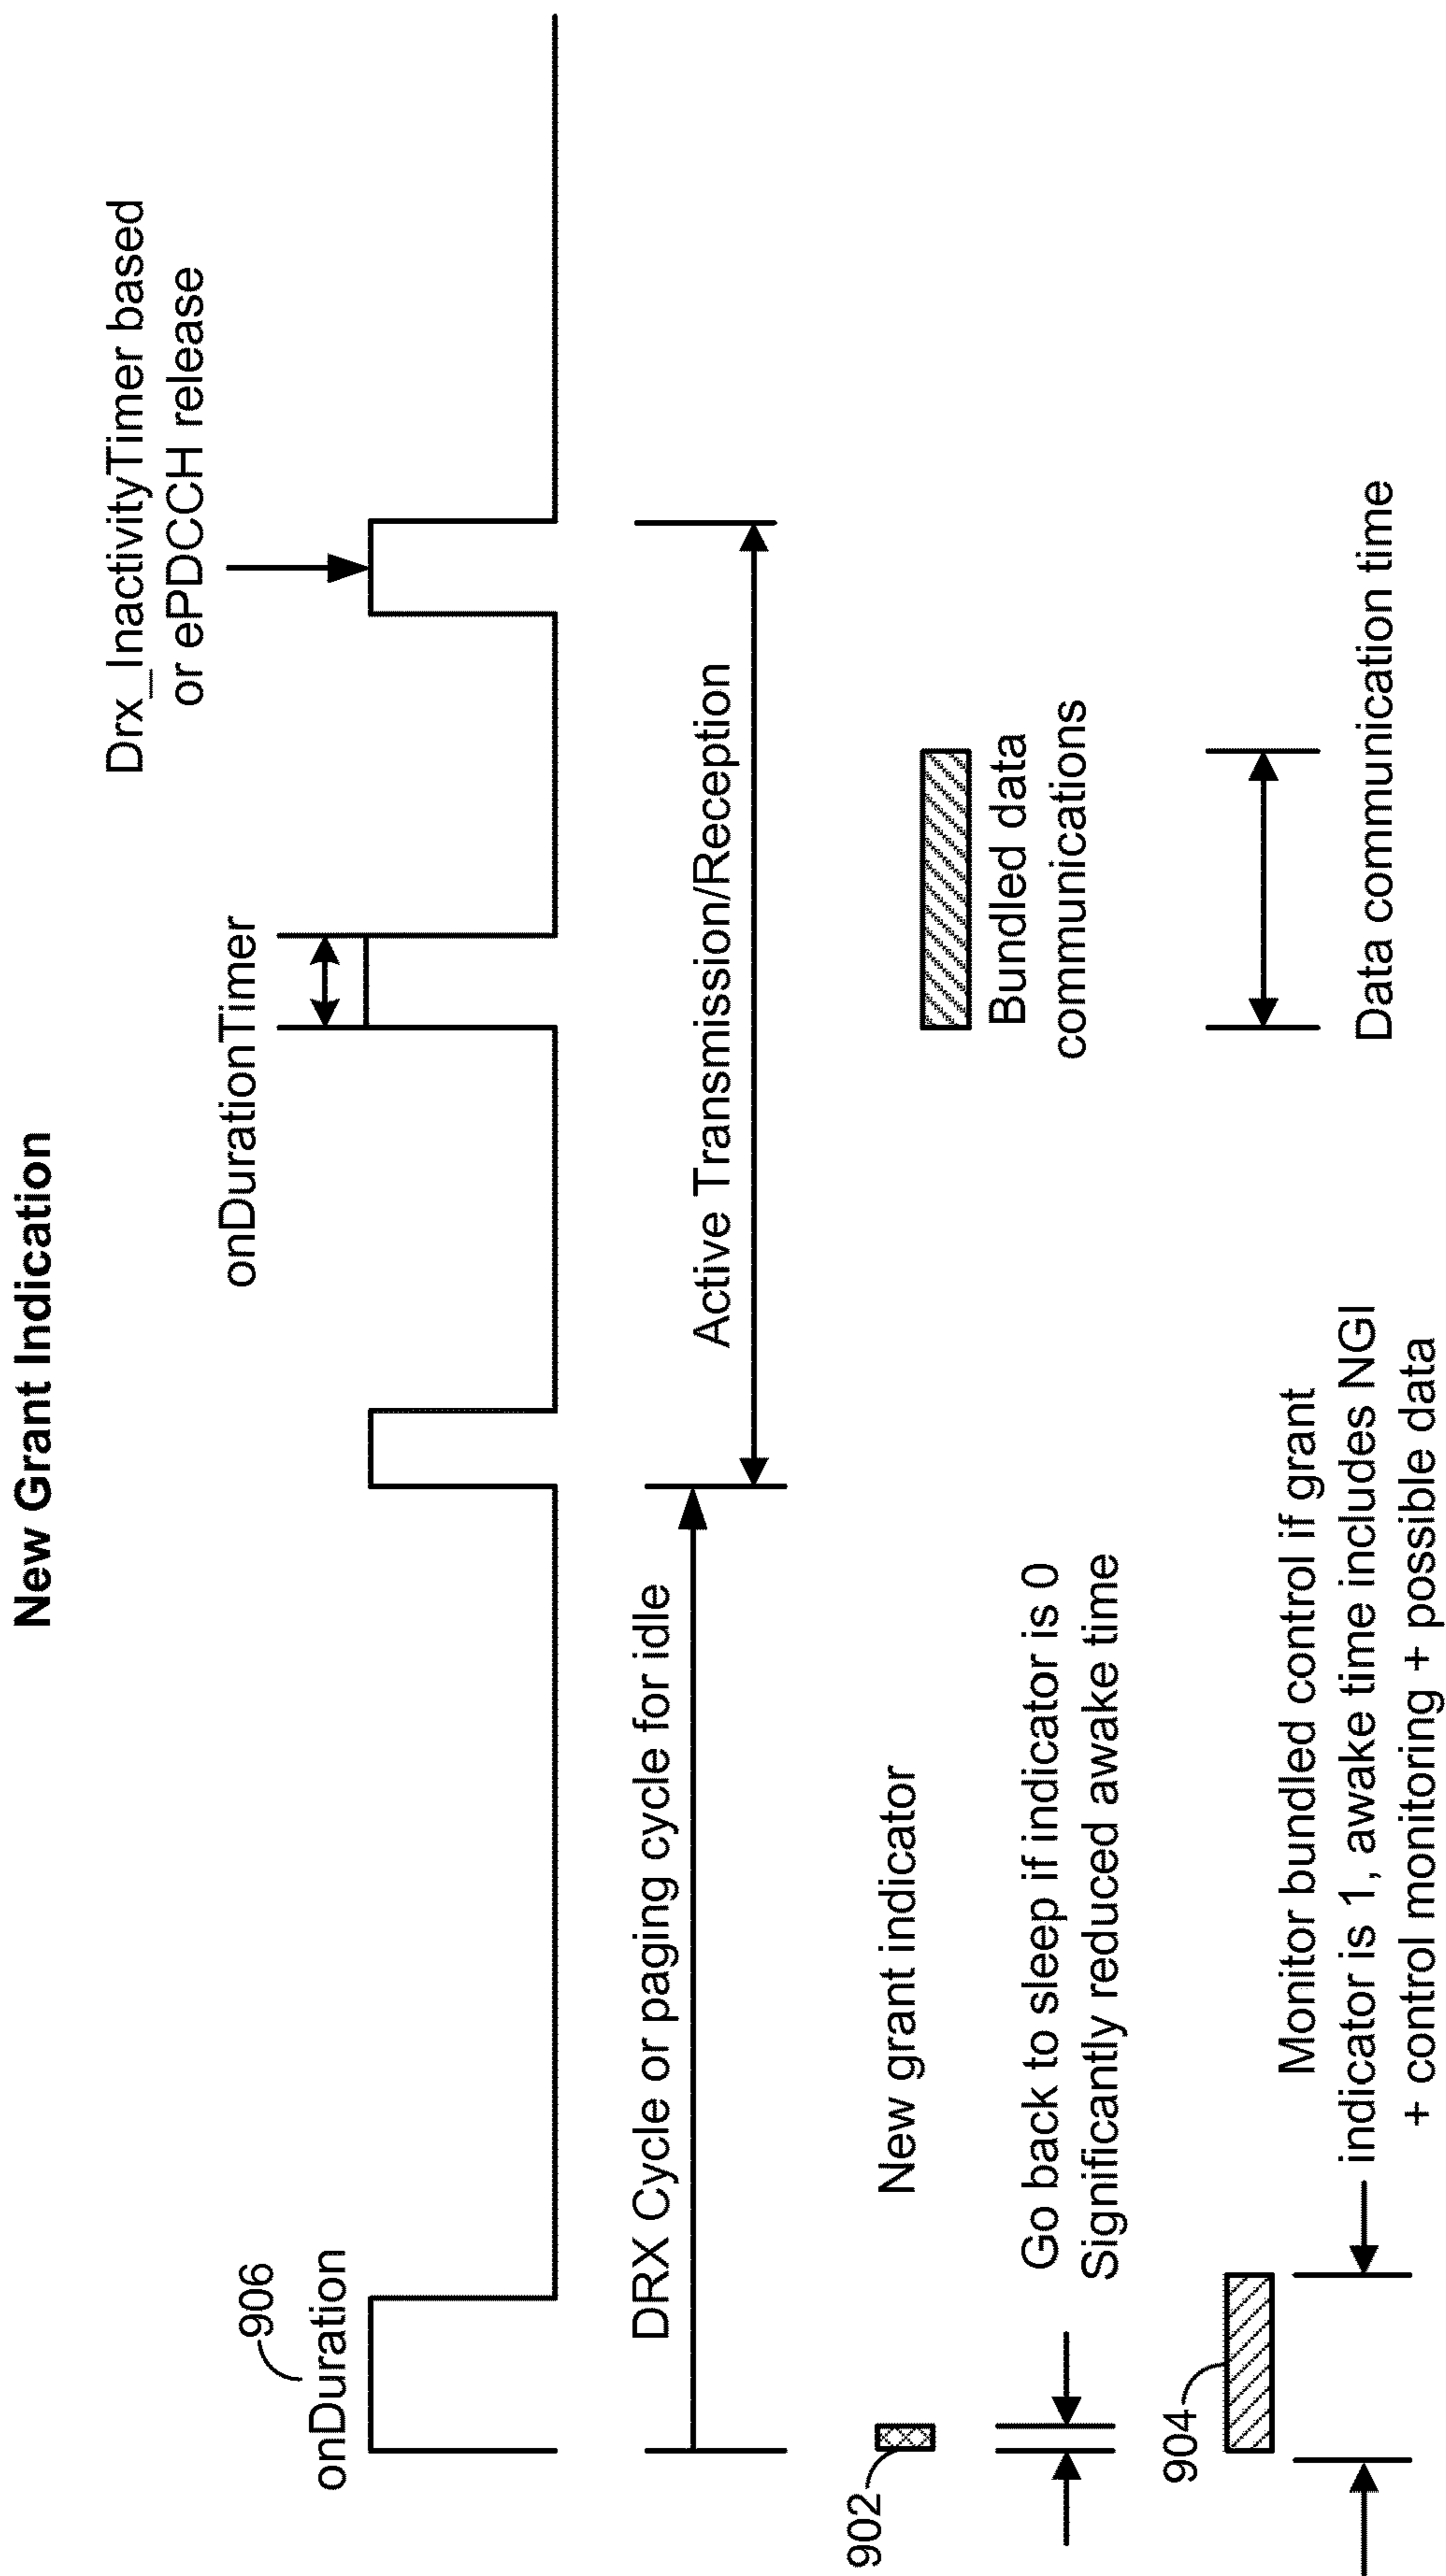 New Grant Indication
Drx_InactivityTimer based
or ePDCCH release
onDurationTimer
906
onDuration
DRX Cycle or paging cycle for idle
Active Transmission/Reception
902
New grant indicator
Bundled data
communications
Go back to sleep if indicator is 0
Significantly reduced awake time
904
Data communication time
Monitor bundled control if grant
indicator is 1, awake time includes NGI
+ control monitoring + possible data